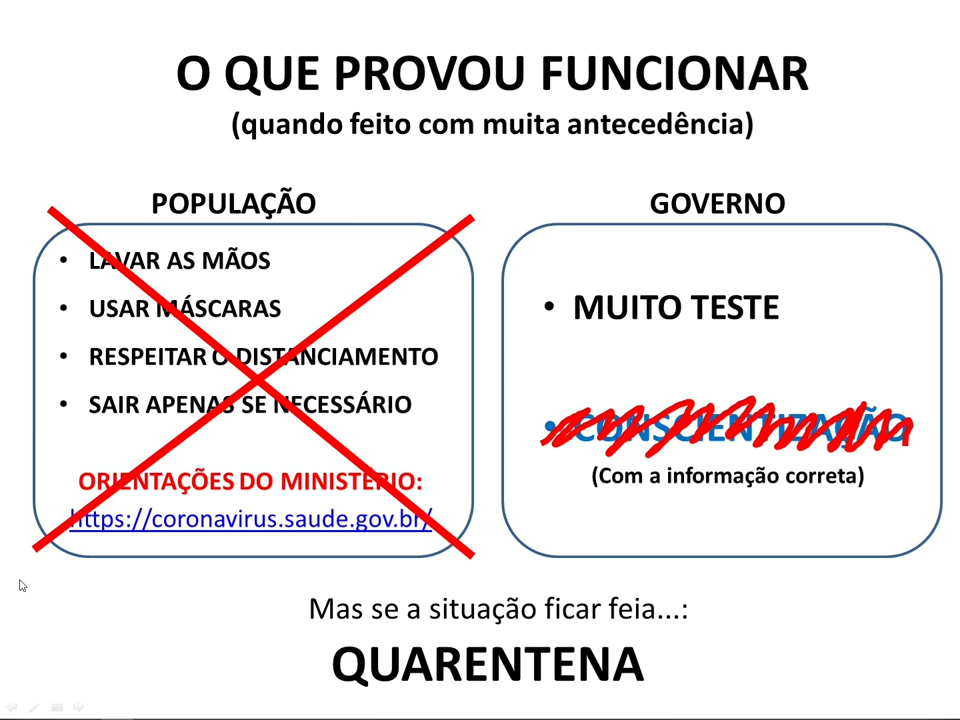 O QUE PROVOU FUNCIONAR
(quando feito com muita antecedência)
POPULAÇÃO
• LAVAR AS MÃOS
• USAR MÁSCARAS
• RESPEITAR O DISTANCIAMENTO
• SAIR APENAS SE NECESSÁRIO
ORIENTAÇÕES DO MINISTÉRIO:
https://coronavirus.saude.gov.br/
GOVERNO
• MUITO TESTE
• CONSCIENTIZAÇÃO
(Com a informação correta)
Mas se a situação ficar feia...:
QUARENTENA